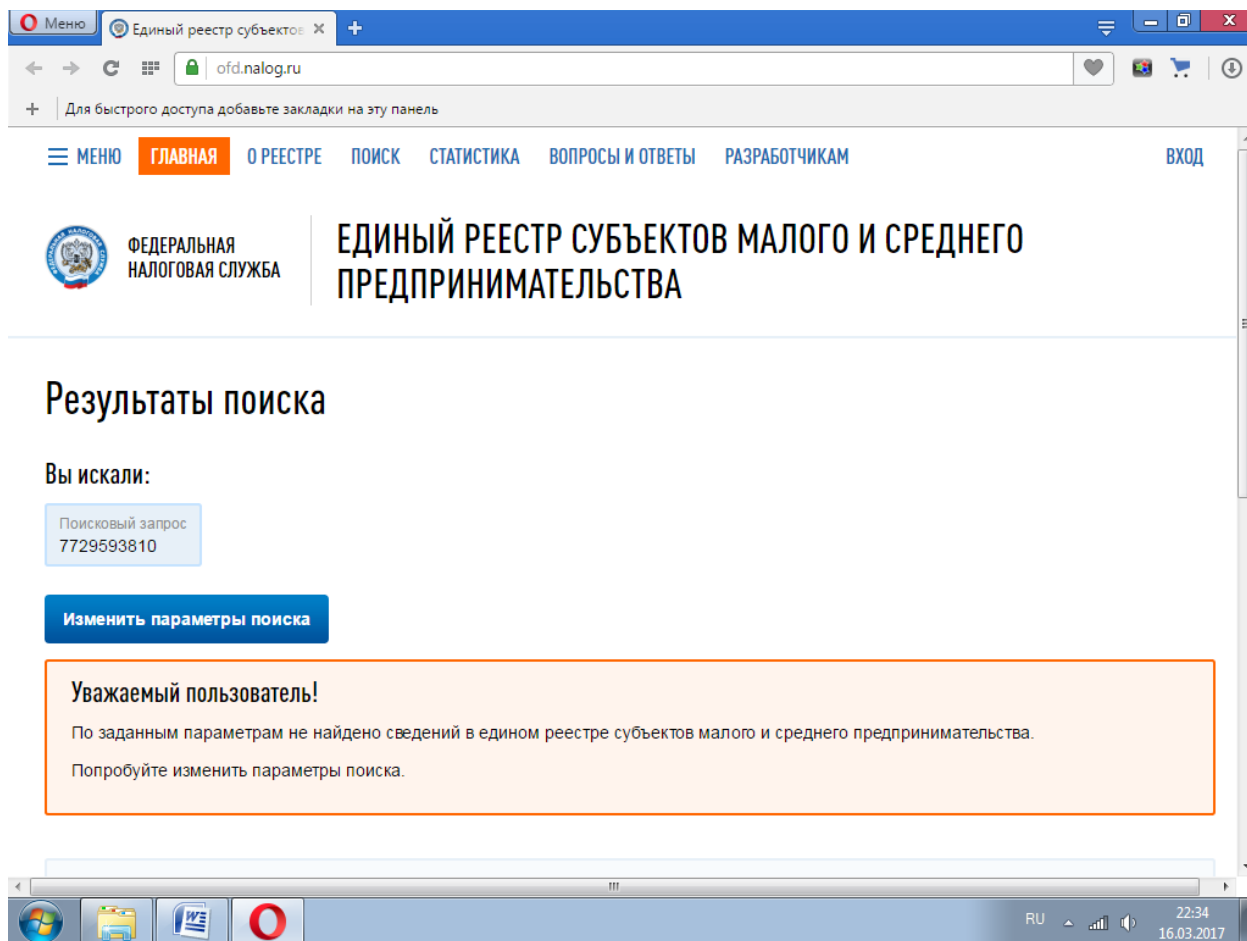 Меню
Единый реестр субъектов
ofd.nalog.ru
Для быстрого доступа добавьте закладки на эту панель
МЕНЮ ГЛАВНАЯ О РЕЕСТРЕ ПОИСК СТАТИСТИКА ВОПРОСЫ И ОТВЕТЫ РАЗРАБОТЧИКАМ ВХОД
ФЕДЕРАЛЬНАЯ
НАЛОГОВАЯ СЛУЖБА
ЕДИНЫЙ РЕЕСТР СУБЪЕКТОВ МАЛОГО И СРЕДНЕГО
ПРЕДПРИНИМАТЕЛЬСТВА
Результаты поиска
Вы искали:
Поисковый запрос
7729593810
Изменить параметры поиска
Уважаемый пользователь!
По заданным параметрам не найдено сведений в едином реестре субъектов малого и среднего предпринимательства.
Попробуйте изменить параметры поиска.
RU 22:34
16.03.2017